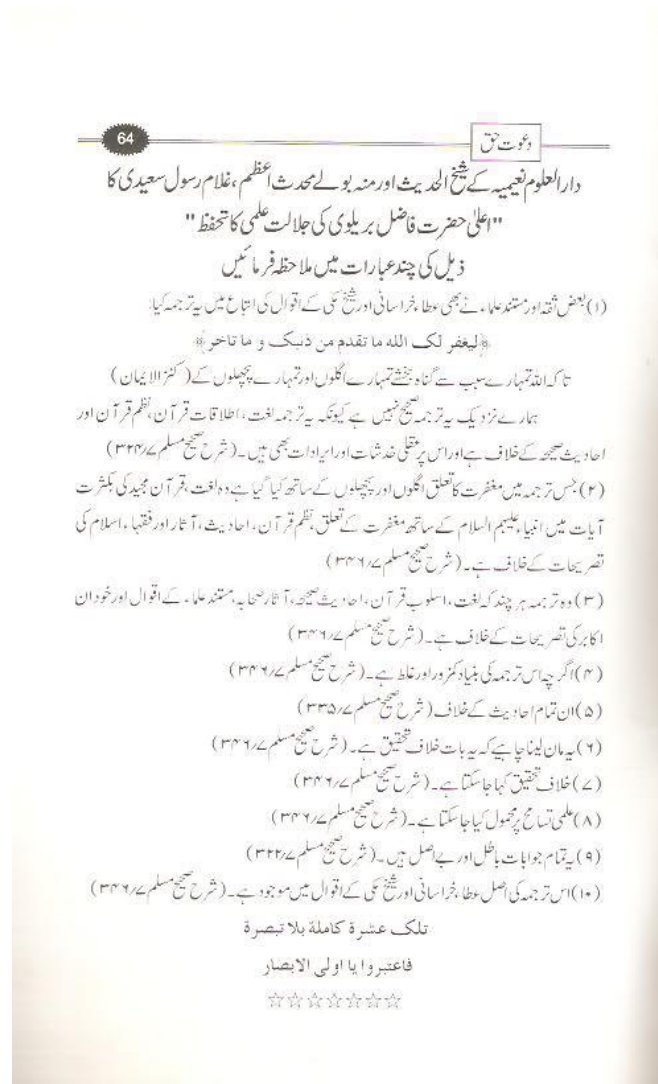 دعوت حق 64
دارالعلوم نعیمیہ کے شیخ الحدیث اور منہ بولے محدث اعظم، غلام رسول سعیدی کا
"اعلیٰ حضرت فاضل بریلوی کی جلالت علمی کا تحفظ"
ذیل کی چند عبارات میں ملاحظہ فرمائیں
(۱) بعض ثقہ اور مستند علماء نے بھی عطاء خراسانی اور شیخ مکی کے اقوال کی اتباع میں یہ ترجمہ کیا:
﴿لیغفر لک الله ما تقدم من ذنبک و ما تاخر﴾
تاکہ اللہ تمہارے سبب سے گناہ بخشے تمہارے اگلوں اور تمہارے پچھلوں کے (کنز الایمان)
ہمارے نزدیک یہ ترجمہ صحیح نہیں ہے کیونکہ یہ ترجمہ لغت، اطلاقات قرآن، نظم قرآن اور
احادیث صحیحہ کے خلاف ہے اور اس پر عقلی خدشات اور ایرادات بھی ہیں۔ (شرح صحیح مسلم ۷/۳۲۴)
(۲) جس ترجمہ میں مغفرت کا تعلق اگلوں اور پچھلوں کے ساتھ کیا گیا ہے وہ لغت، قرآن مجید کی بکثرت
آیات میں انبیاء علیہم السلام کے ساتھ مغفرت کے تعلق، نظم قرآن، احادیث، آثار اور فقہاء اسلام کی
تصریحات کے خلاف ہے۔ (شرح صحیح مسلم ۷/۳۴۶)
(۳) وہ ترجمہ ہر چند کہ لغت، اسلوب قرآن، احادیث صحیحہ، آثار صحابہ، مستند علماء کے اقوال اور خود ان
اکابر کی تصریحات کے خلاف ہے۔ (شرح صحیح مسلم ۷/۳۴۶)
(۴) اگرچہ اس ترجمہ کی بنیاد کمزور اور غلط ہے۔ (شرح صحیح مسلم ۷/۳۴۶)
(۵) ان تمام احادیث کے خلاف (شرح صحیح مسلم ۷/۳۳۵)
(۶) یہ مان لینا چاہیے کہ یہ بات خلاف تحقیق ہے۔ (شرح صحیح مسلم ۷/۳۴۶)
(۷) خلاف تحقیق کہا جاسکتا ہے۔ (شرح صحیح مسلم ۷/۳۴۶)
(۸) علمی تسامح پر محمول کیا جاسکتا ہے۔ (شرح صحیح مسلم ۷/۳۴۶)
(۹) یہ تمام جوابات باطل اور بے اصل ہیں۔ (شرح صحیح مسلم ۷/۳۲۲)
(۱۰) اس ترجمہ کی اصل عطاء خراسانی اور شیخ مکی کے اقوال میں موجود ہے۔ (شرح صحیح مسلم ۷/۳۴۶)
تلک عشرة کاملة بلا تبصرة
فاعتبروا یا اولی الابصار
☆☆☆☆☆☆☆